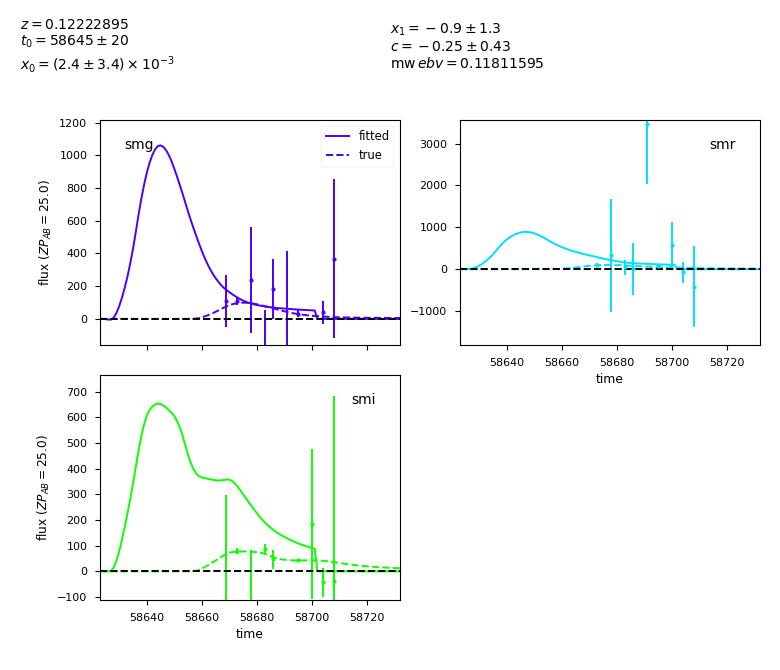 z = 0.12222895
t₀ = 58645 ± 20
x₀ = (2.4 ± 3.4) × 10⁻³
x₁ = −0.9 ± 1.3
c = −0.25 ± 0.43
mw ebv = 0.11811595
smg
fitted
true
1200
1000
800
600
400
200
0
flux (ZP_AB = 25.0)
smr
3000
2000
1000
0
−1000
58640 58660 58680 58700 58720
time
smi
700
600
500
400
300
200
100
0
−100
flux (ZP_AB = 25.0)
58640 58660 58680 58700 58720
time